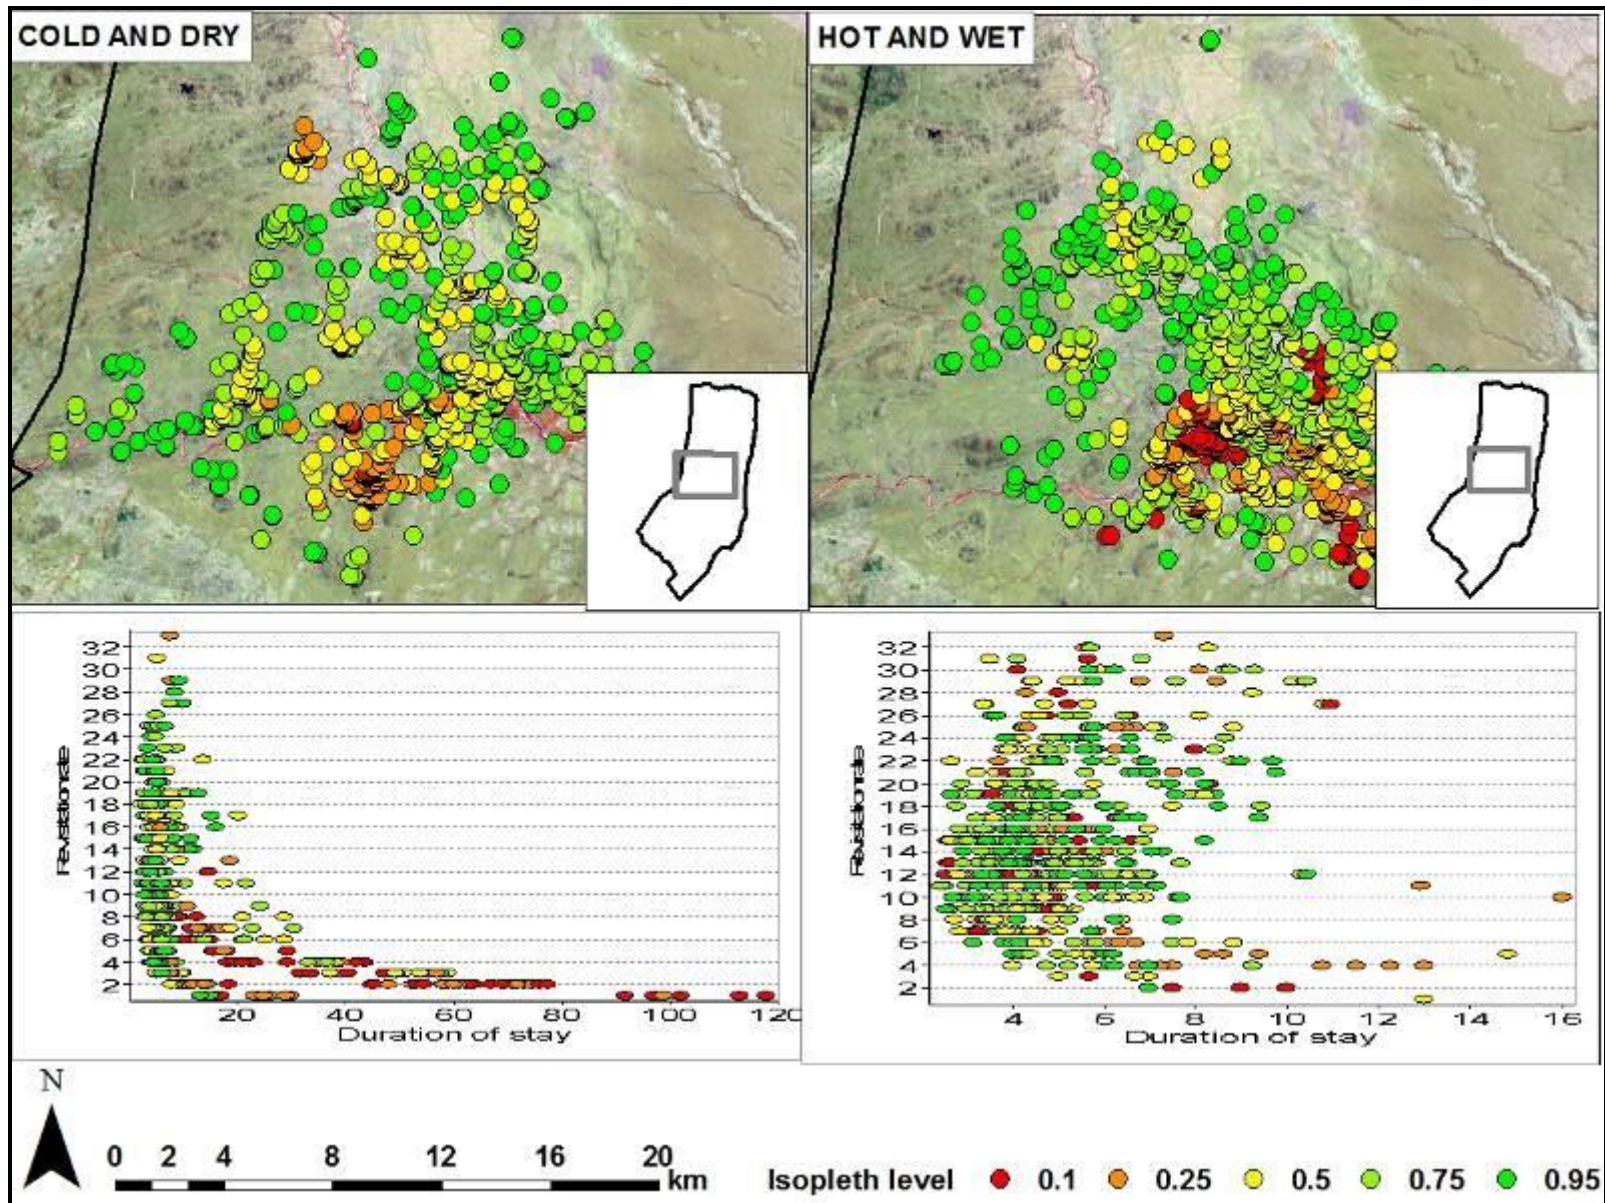 COLD AND DRY
HOT AND WET
32
30
28
26
24
22
20
18
16
14
12
10
8
6
4
2
Revisitation rate
20 40 60 80 100 120
Duration of stay
32
30
28
26
24
22
20
18
16
14
12
10
8
6
4
2
Revisitation rate
4 6 8 10 12 14 16
Duration of stay
N
0 2 4 8 12 16 20 km
Isopleth level 0.1 0.25 0.5 0.75 0.95